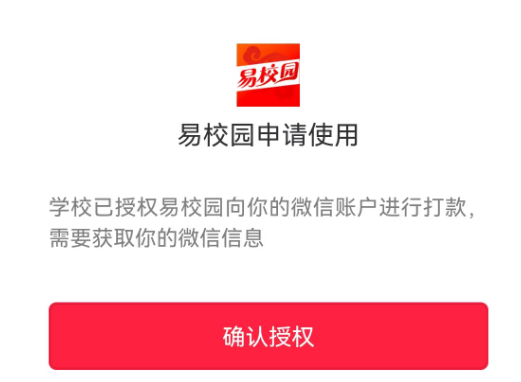 易校园
易校园申请使用
学校已授权易校园向你的微信账户进行打款,
需要获取你的微信信息
确认授权